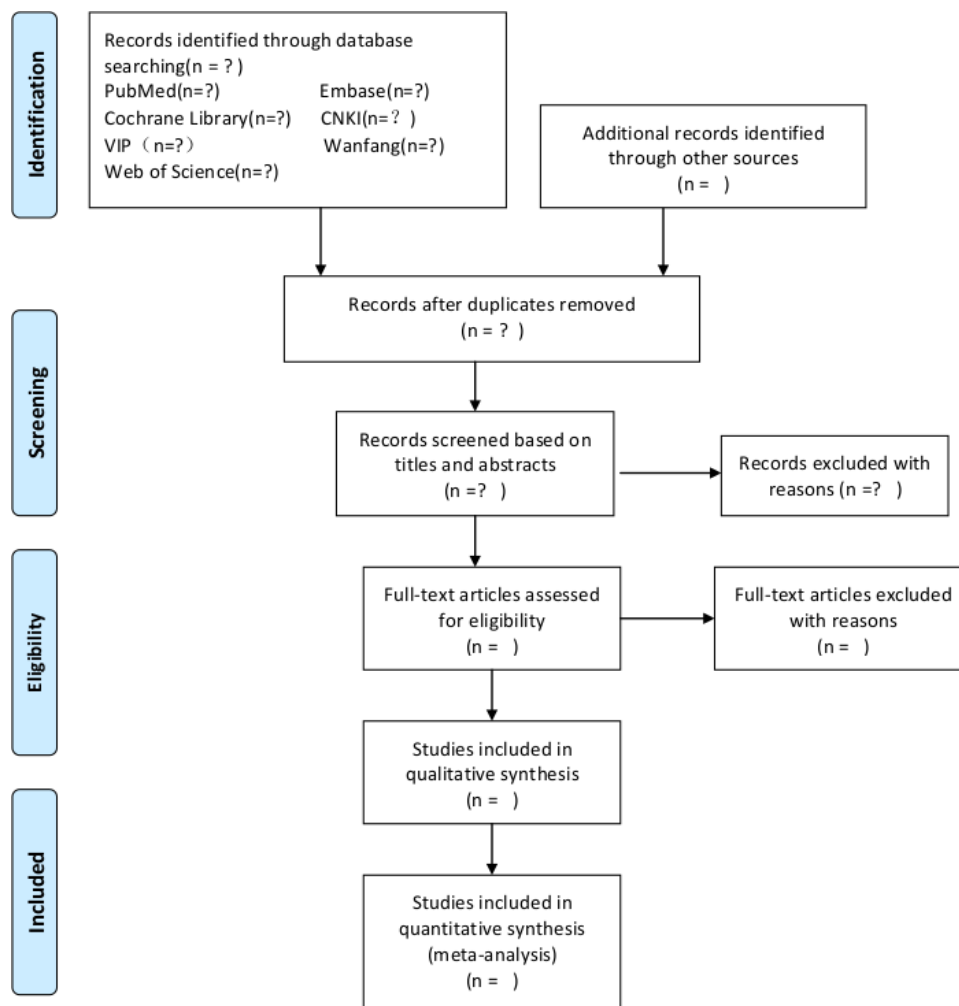 Identification
Records identified through database
searching(n = ? )
PubMed(n=?) Embase(n=?)
Cochrane Library(n=?) CNKI(n=？)
VIP（n=?） Wanfang(n=?)
Web of Science(n=?)
Additional records identified
through other sources
(n = )
Records after duplicates removed
(n = ? )
Screening
Records screened based on
titles and abstracts
(n =? )
Records excluded with
reasons (n =? )
Eligibility
Full-text articles assessed
for eligibility
(n = )
Full-text articles excluded
with reasons
(n = )
Studies included in
qualitative synthesis
(n = )
Included
Studies included in
quantitative synthesis
(meta-analysis)
(n = )